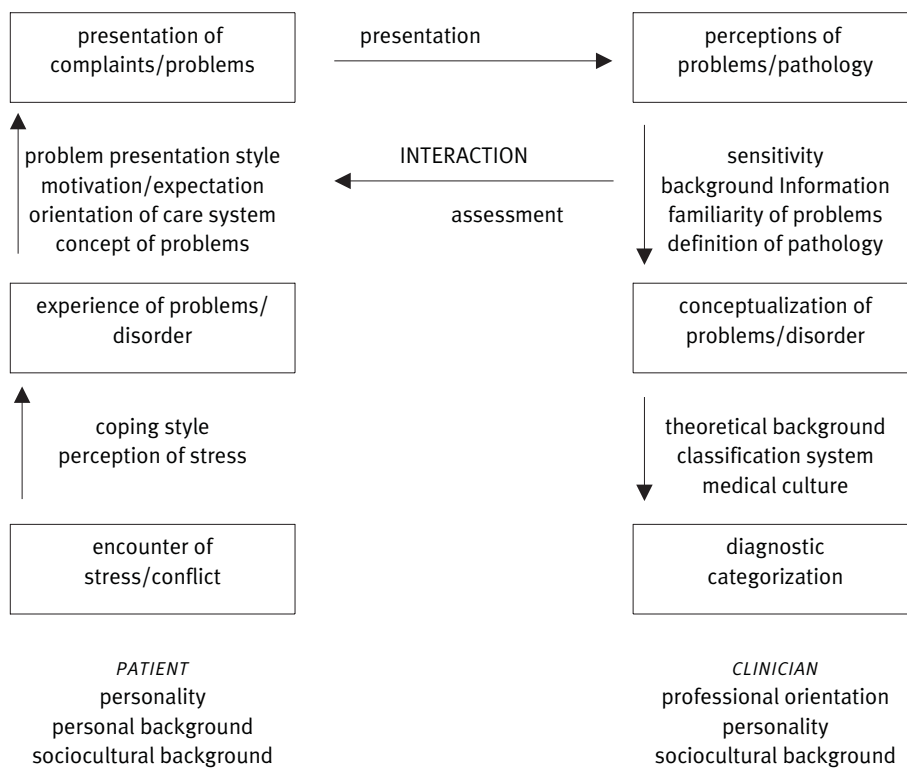 presentation of
complaints/problems
presentation
perceptions of
problems/pathology
problem presentation style
motivation/expectation
orientation of care system
concept of problems
INTERACTION
assessment
sensitivity
background Information
familiarity of problems
definition of pathology
experience of problems/
disorder
conceptualization of
problems/disorder
coping style
perception of stress
theoretical background
classification system
medical culture
encounter of
stress/conflict
diagnostic
categorization
PATIENT
personality
personal background
sociocultural background
CLINICIAN
professional orientation
personality
sociocultural background